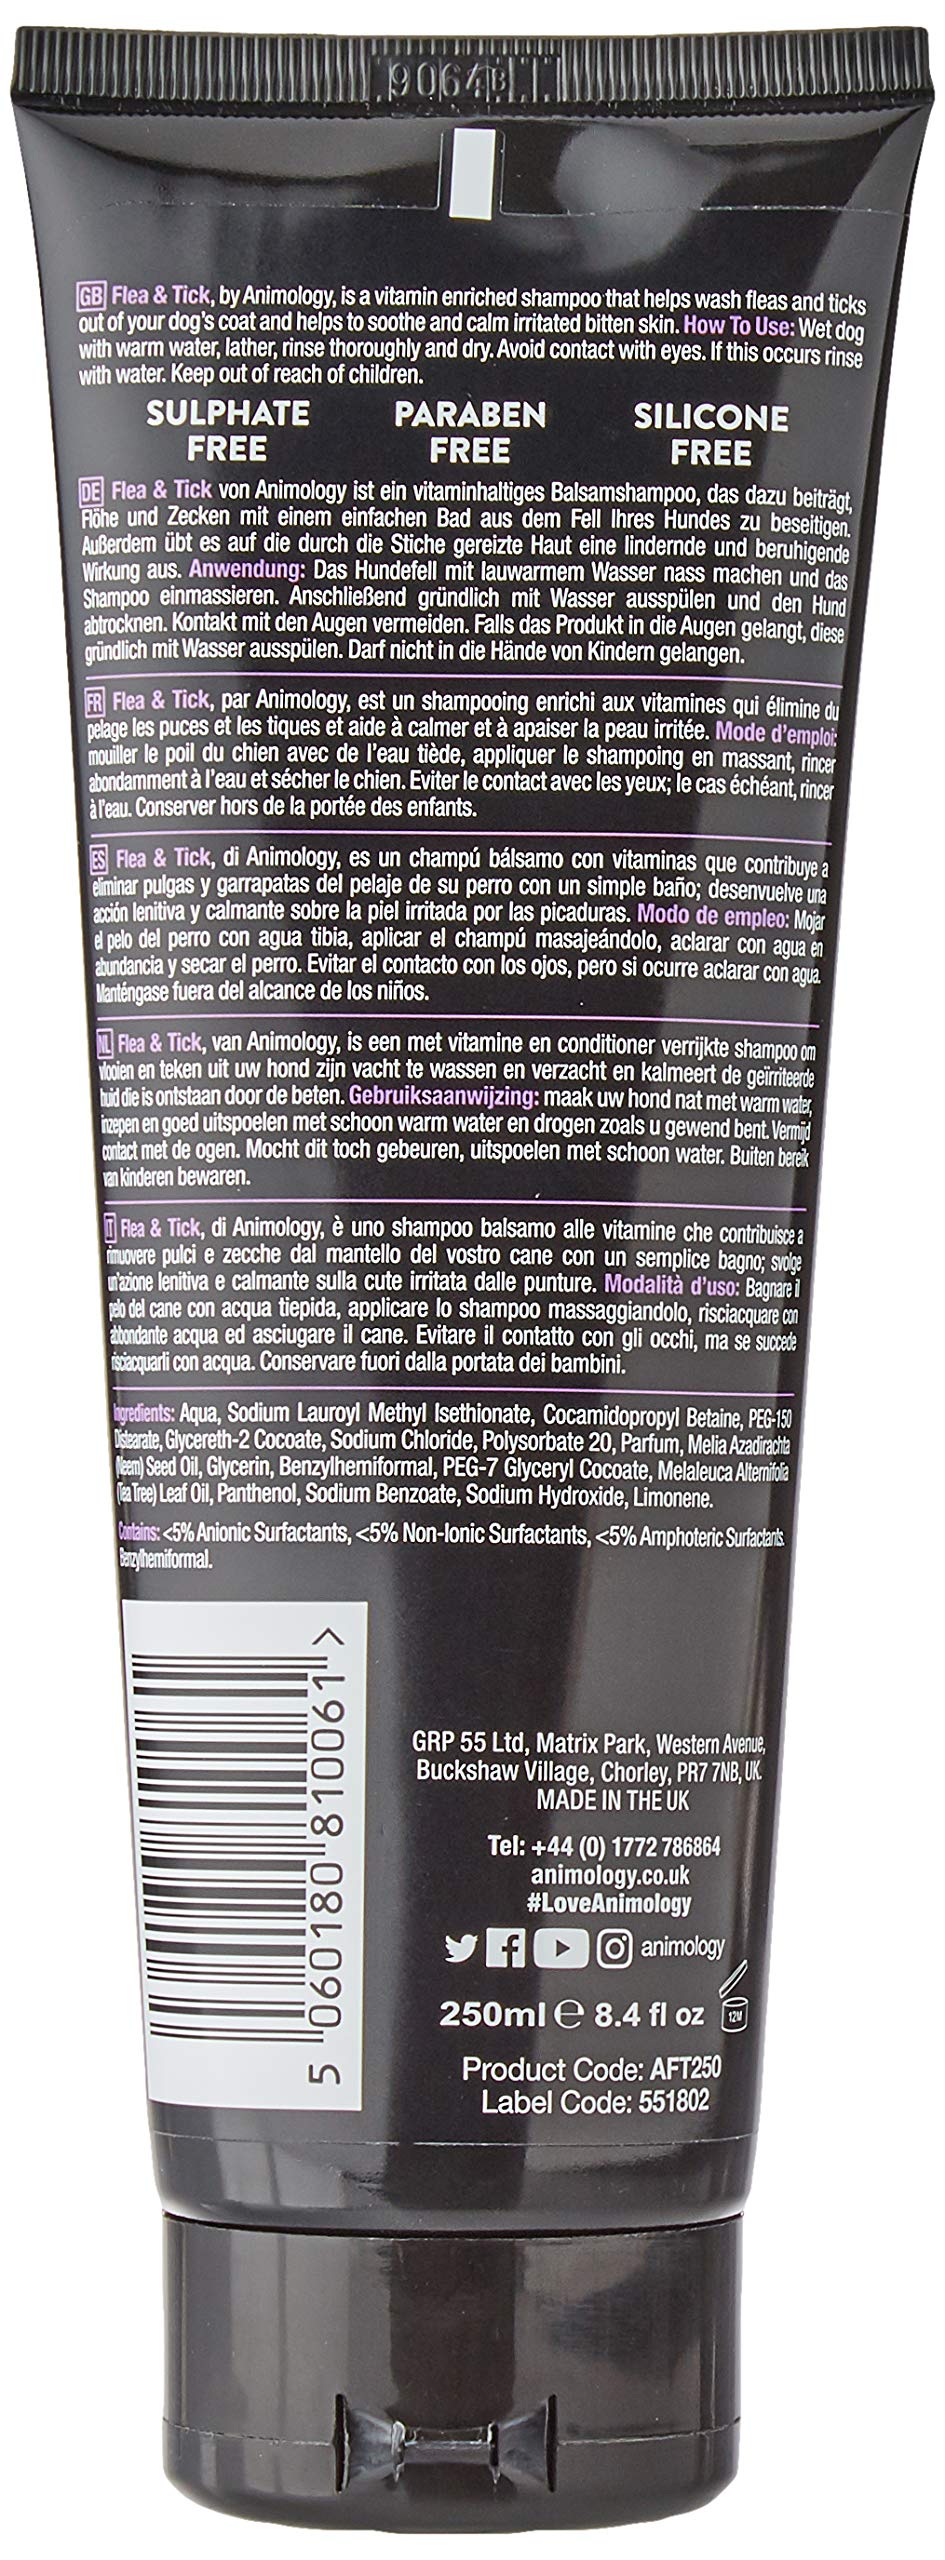 9064B
GB Flea & Tick, by Animology, is a vitamin enriched shampoo that helps wash fleas and ticks
out of your dog's coat and helps to soothe and calm irritated bitten skin. How To Use: Wet dog
with warm water, lather, rinse thoroughly and dry. Avoid contact with eyes. If this occurs rinse
with water. Keep out of reach of children.
SULPHATE FREE
PARABEN FREE
SILICONE FREE
DE Flea & Tick von Animology ist ein vitaminhaltiges Balsamshampoo, das dazu beiträgt,
Flöhe und Zecken mit einem einfachen Bad aus dem Fell Ihres Hundes zu beseitigen.
Außerdem übt es auf die durch die Stiche gereizte Haut eine lindernde und beruhigende
Wirkung aus. Anwendung: Das Hundefell mit lauwarmem Wasser nass machen und das
Shampoo einmassieren. Anschließend gründlich mit Wasser ausspülen und den Hund
abtrocknen. Kontakt mit den Augen vermeiden. Falls das Produkt in die Augen gelangt, diese
gründlich mit Wasser ausspülen. Darf nicht in die Hände von Kindern gelangen.
FR Flea & Tick, par Animology, est un shampooing enrichi aux vitamines qui élimine du
pelage les puces et les tiques et aide à calmer et à apaiser la peau irritée. Mode d'emploi:
mouiller le poil du chien avec de l'eau tiède, appliquer le shampoing en massant, rincer
abondamment à l'eau et sécher le chien. Eviter le contact avec les yeux; le cas échéant, rincer
à l'eau. Conserver hors de la portée des enfants.
ES Flea & Tick, di Animology, es un champú bálsamo con vitaminas que contribuye a
eliminar pulgas y garrapatas del pelaje de su perro con un simple baño; desenvuelve una
acción lenitiva y calmante sobre la piel irritada por las picaduras. Modo de empleo: Mojar
el pelo del perro con agua tibia, aplicar el champú masajeándolo, aclarar con agua en
abundancia y secar el perro. Evitar el contacto con los ojos, pero si ocurre aclarar con agua.
Manténgase fuera del alcance de los niños.
NL Flea & Tick, van Animology, is een met vitamine en conditioner verrijkte shampoo om
vlooien en teken uit uw hond zijn vacht te wassen en verzacht en kalmeert de geïrriteerde
huid die is ontstaan door de beten. Gebruiksaanwijzing: maak uw hond nat met warm water,
inzepen en goed uitspoelen met schoon warm water en drogen zoals u gewend bent. Vermijd
contact met de ogen. Mocht dit toch gebeuren, uitspoelen met schoon water. Buiten bereik
van kinderen bewaren.
IT Flea & Tick, di Animology, è uno shampoo balsamo alle vitamine che contribuisce a
rimuovere pulci e zecche dal mantello del vostro cane con un semplice bagno; svolge
un'azione lenitiva e calmante sulla cute irritata dalle punture. Modalità d'uso: Bagnare il
pelo del cane con acqua tiepida, applicare lo shampoo massaggiandolo, risciacquare con
abbondante acqua ed asciugare il cane. Evitare il contatto con gli occhi, ma se succede
risciacquarli con acqua. Conservare fuori dalla portata dei bambini.
Ingredients: Aqua, Sodium Lauroyl Methyl Isethionate, Cocamidopropyl Betaine, PEG-150
Distearate, Glycereth-2 Cocoate, Sodium Chloride, Polysorbate 20, Parfum, Melia Azadirachta
(Neem) Seed Oil, Glycerin, Benzylhemiformal, PEG-7 Glyceryl Cocoate, Melaleuca Alternifolia
(Tea Tree) Leaf Oil, Panthenol, Sodium Benzoate, Sodium Hydroxide, Limonene.
Contains: <5% Anionic Surfactants, <5% Non-Ionic Surfactants, <5% Amphoteric Surfactants.
Benzylhemiformal.
5 060180 810061 >
GRP 55 Ltd, Matrix Park, Western Avenue,
Buckshaw Village, Chorley, PR7 7NB, UK.
MADE IN THE UK
Tel: +44 (0) 1772 786864
animology.co.uk
#LoveAnimology
animology
250ml e 8.4 fl oz 12M
Product Code: AFT250
Label Code: 551802